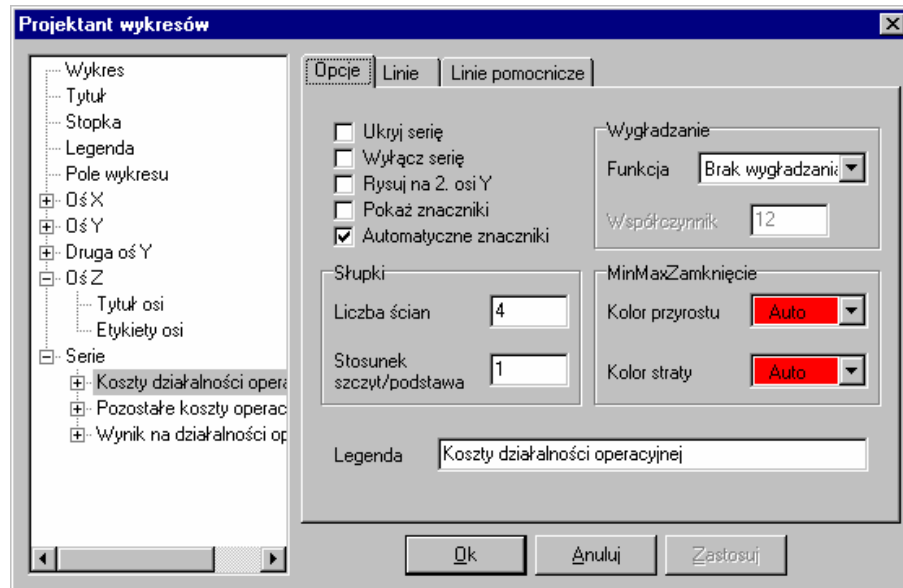 Projektant wykresów
Wykres
Tytuł
Stopka
Legenda
Pole wykresu
Oś X
Oś Y
Druga oś Y
Oś Z
Tytuł osi
Etykiety osi
Serie
Koszty działalności opera
Pozostałe koszty operac
Wynik na działalności op
Opcje
Linie
Linie pomocnicze
Ukryj serię
Wyłącz serię
Rysuj na 2. osi Y
Pokaż znaczniki
Automatyczne znaczniki
Wygładzanie
Funkcja Brak wygładzania
Współczynnik 12
Słupki
Liczba ścian 4
Stosunek
szczyt/podstawa 1
MinMaxZamknięcie
Kolor przyrostu Auto
Kolor straty Auto
Legenda Koszty działalności operacyjnej
Ok
Anuluj
Zastosuj